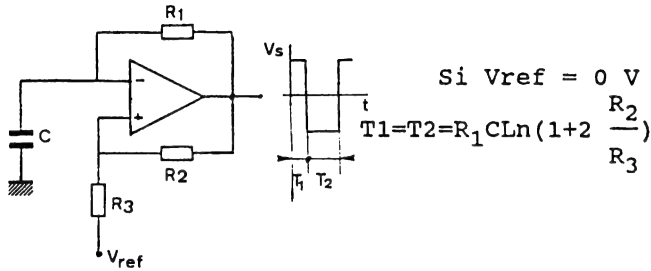 R1
Vs
-
+
t
C
R2
R3
Vref
T1 T2
Si Vref = 0 V
T1=T2=R1CLn(1+2 R2/R3)